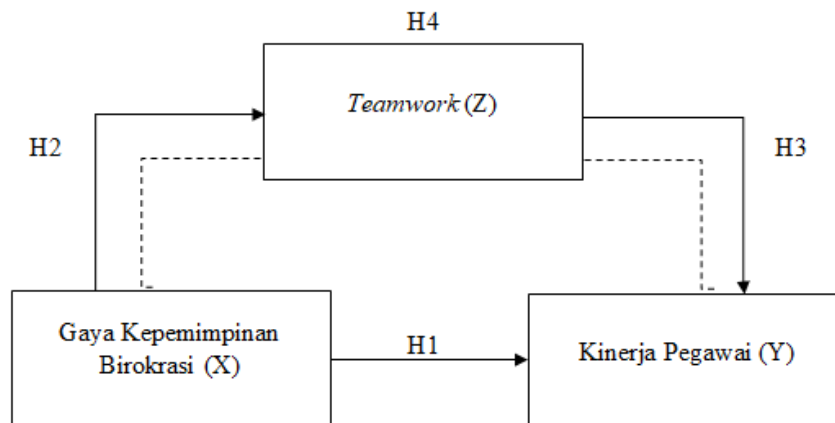 H4
Teamwork (Z)
H2
H3
Gaya Kepemimpinan
Birokrasi (X)
H1
Kinerja Pegawai (Y)